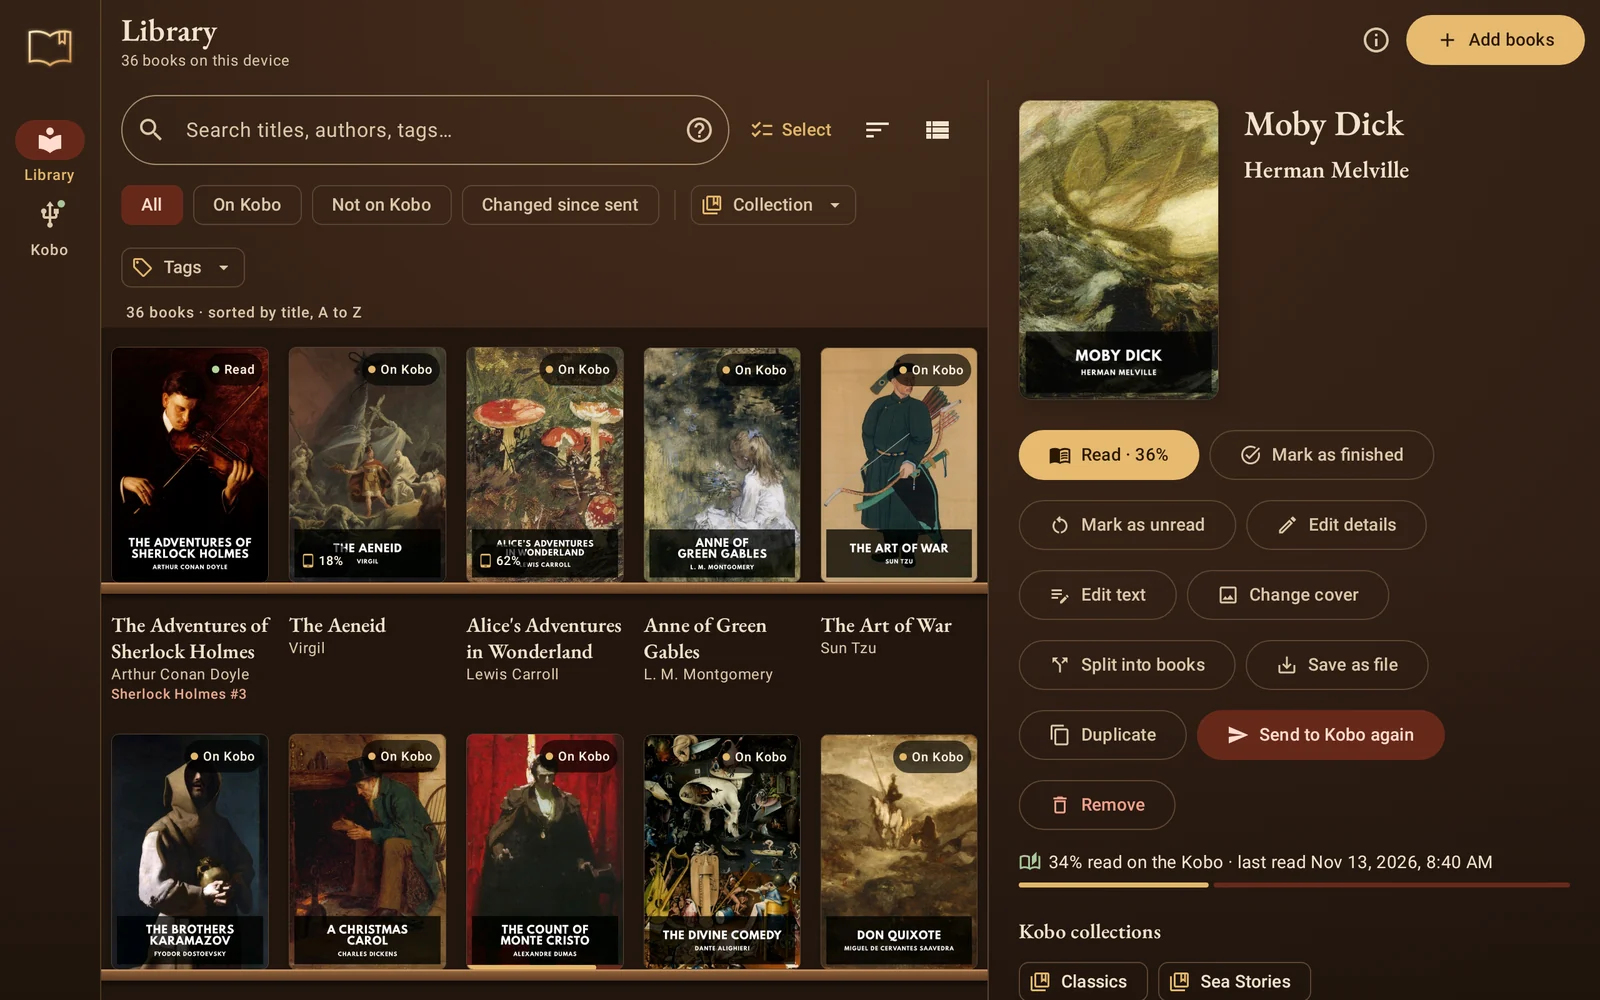 Library
36 books on this device
Add books
Library
Kobo
Search titles, authors, tags...
Select
All
On Kobo
Not on Kobo
Changed since sent
Collection
Tags
36 books · sorted by title, A to Z
Read
THE ADVENTURES OF
SHERLOCK HOLMES
ARTHUR CONAN DOYLE
On Kobo
THE AENEID
VIRGIL
18%
On Kobo
ALICE'S ADVENTURES
IN WONDERLAND
LEWIS CARROLL
62%
On Kobo
ANNE OF
GREEN GABLES
L. M. MONTGOMERY
On Kobo
THE ART OF WAR
SUN TZU
The Adventures of
Sherlock Holmes
Arthur Conan Doyle
Sherlock Holmes #3
The Aeneid
Virgil
Alice's Adventures
in Wonderland
Lewis Carroll
Anne of Green
Gables
L. M. Montgomery
The Art of War
Sun Tzu
On Kobo
THE BROTHERS
KARAMAZOV
FYODOR DOSTOEVSKY
On Kobo
A CHRISTMAS
CAROL
CHARLES DICKENS
On Kobo
THE COUNT OF
MONTE CRISTO
ALEXANDRE DUMAS
On Kobo
THE DIVINE COMEDY
DANTE ALIGHIERI
On Kobo
DON QUIXOTE
MIGUEL DE CERVANTES SAAVEDRA
MOBY DICK
HERMAN MELVILLE
Moby Dick
Herman Melville
Read · 36%
Mark as finished
Mark as unread
Edit details
Edit text
Change cover
Split into books
Save as file
Duplicate
Send to Kobo again
Remove
34% read on the Kobo · last read Nov 13, 2026, 8:40 AM
Kobo collections
Classics
Sea Stories